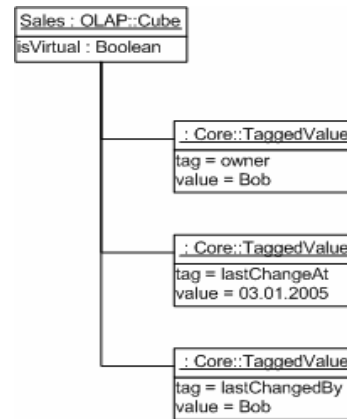 Sales : OLAP::Cube
isVirtual : Boolean
: Core::TaggedValue
tag = owner
value = Bob
: Core::TaggedValue
tag = lastChangeAt
value = 03.01.2005
: Core::TaggedValue
tag = lastChangedBy
value = Bob